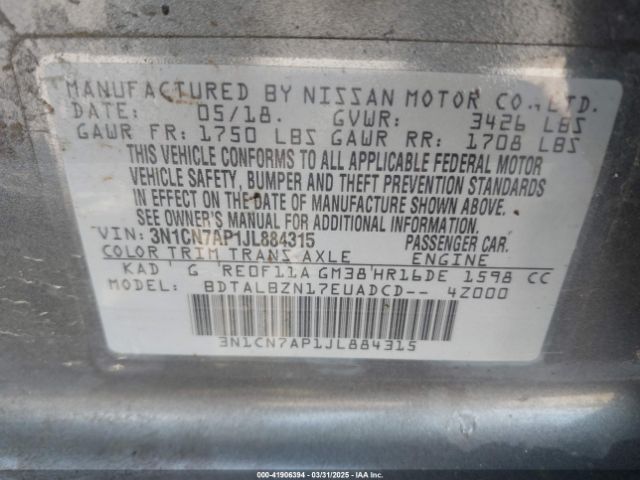 MANUFACTURED BY NISSAN MOTOR CO., LTD.
DATE: 05/18. GVWR: 3426 LBS
GAWR FR: 1750 LBS GAWR RR: 1708 LBS
THIS VEHICLE CONFORMS TO ALL APPLICABLE FEDERAL MOTOR
VEHICLE SAFETY, BUMPER AND THEFT PREVENTION STANDARDS
IN EFFECT ON THE DATE OF MANUFACTURE SHOWN ABOVE.
SEE OWNER'S MANUAL FOR ADDITIONAL INFORMATION.
VIN: 3N1CN7AP1JL884315 PASSENGER CAR.
COLOR TRIM TRANS AXLE ENGINE
KAD G RE0F11A GM38 HR16DE 1598 CC
MODEL: BDTALBZN17EUADCD-- 4Z000
3N1CN7AP1JL884315
000-41906394 - 03/31/2025 - IAAI.COM